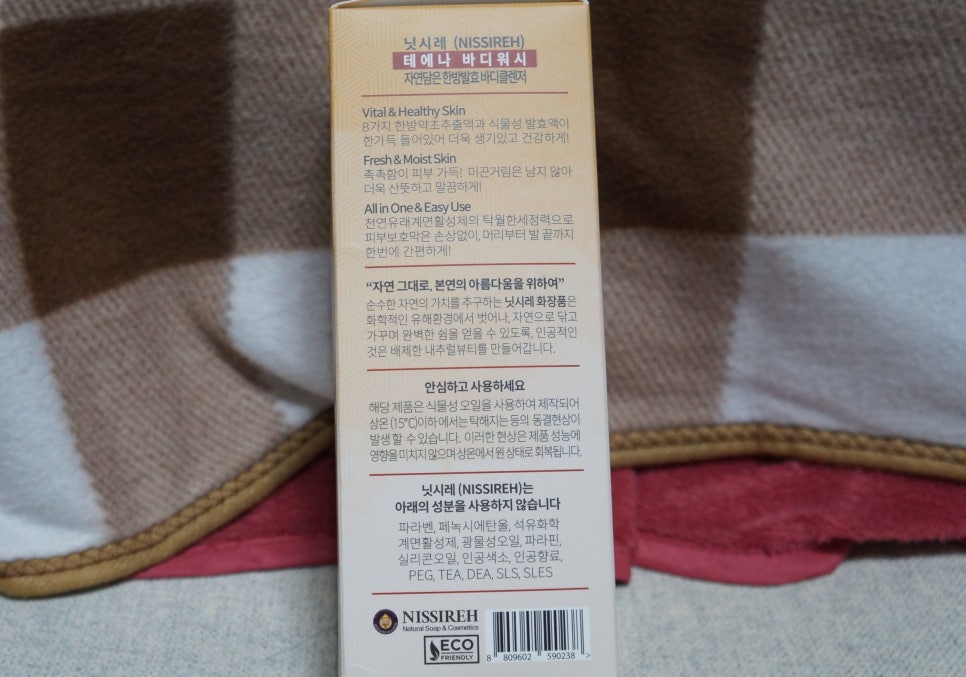 닛시레 (NISSIREH)
테에나 바디워시
자연담은 한방발효 바디클렌저
Vital & Healthy Skin
8가지 한방약초추출액과 식물성 발효액이
한가득 들어있어 더욱 생기있고 건강하게!
Fresh & Moist Skin
촉촉함이 피부 가득! 미끈거림은 남지 않아
더욱 산뜻하고 말끔하게!
All in One & Easy Use
천연유래계면활성제의 탁월한세정력으로
피부보호막은 손상없이, 머리부터 발 끝까지
한번에 간편하게!
“자연 그대로, 본연의 아름다움을 위하여”
순수한 자연의 가치를 추구하는 닛시레 화장품은
화학적인 유해환경에서 벗어나, 자연으로 닦고
가꾸며 완벽한 쉼을 얻을 수 있도록, 인공적인
것은 배제한 내추럴뷰티를 만들어갑니다.
안심하고 사용하세요
해당 제품은 식물성 오일을 사용하여 제작되어
상온 (15°C)이하에서는 탁해지는 등의 동결현상이
발생 할 수 있습니다. 이러한 현상은 제품 성능에
영향을 미치지 않으며 상온에서 원 상태로 회복됩니다.
닛시레 (NISSIREH)는
아래의 성분을 사용하지 않습니다
파라벤, 페녹시에탄올, 석유화학
계면활성제, 광물성오일, 파라핀,
실리콘오일, 인공색소, 인공향료,
PEG, TEA, DEA, SLS, SLES
NISSIREH
Natural Soap & Cosmetics
ECO
FRIENDLY
8 809602 590238 >